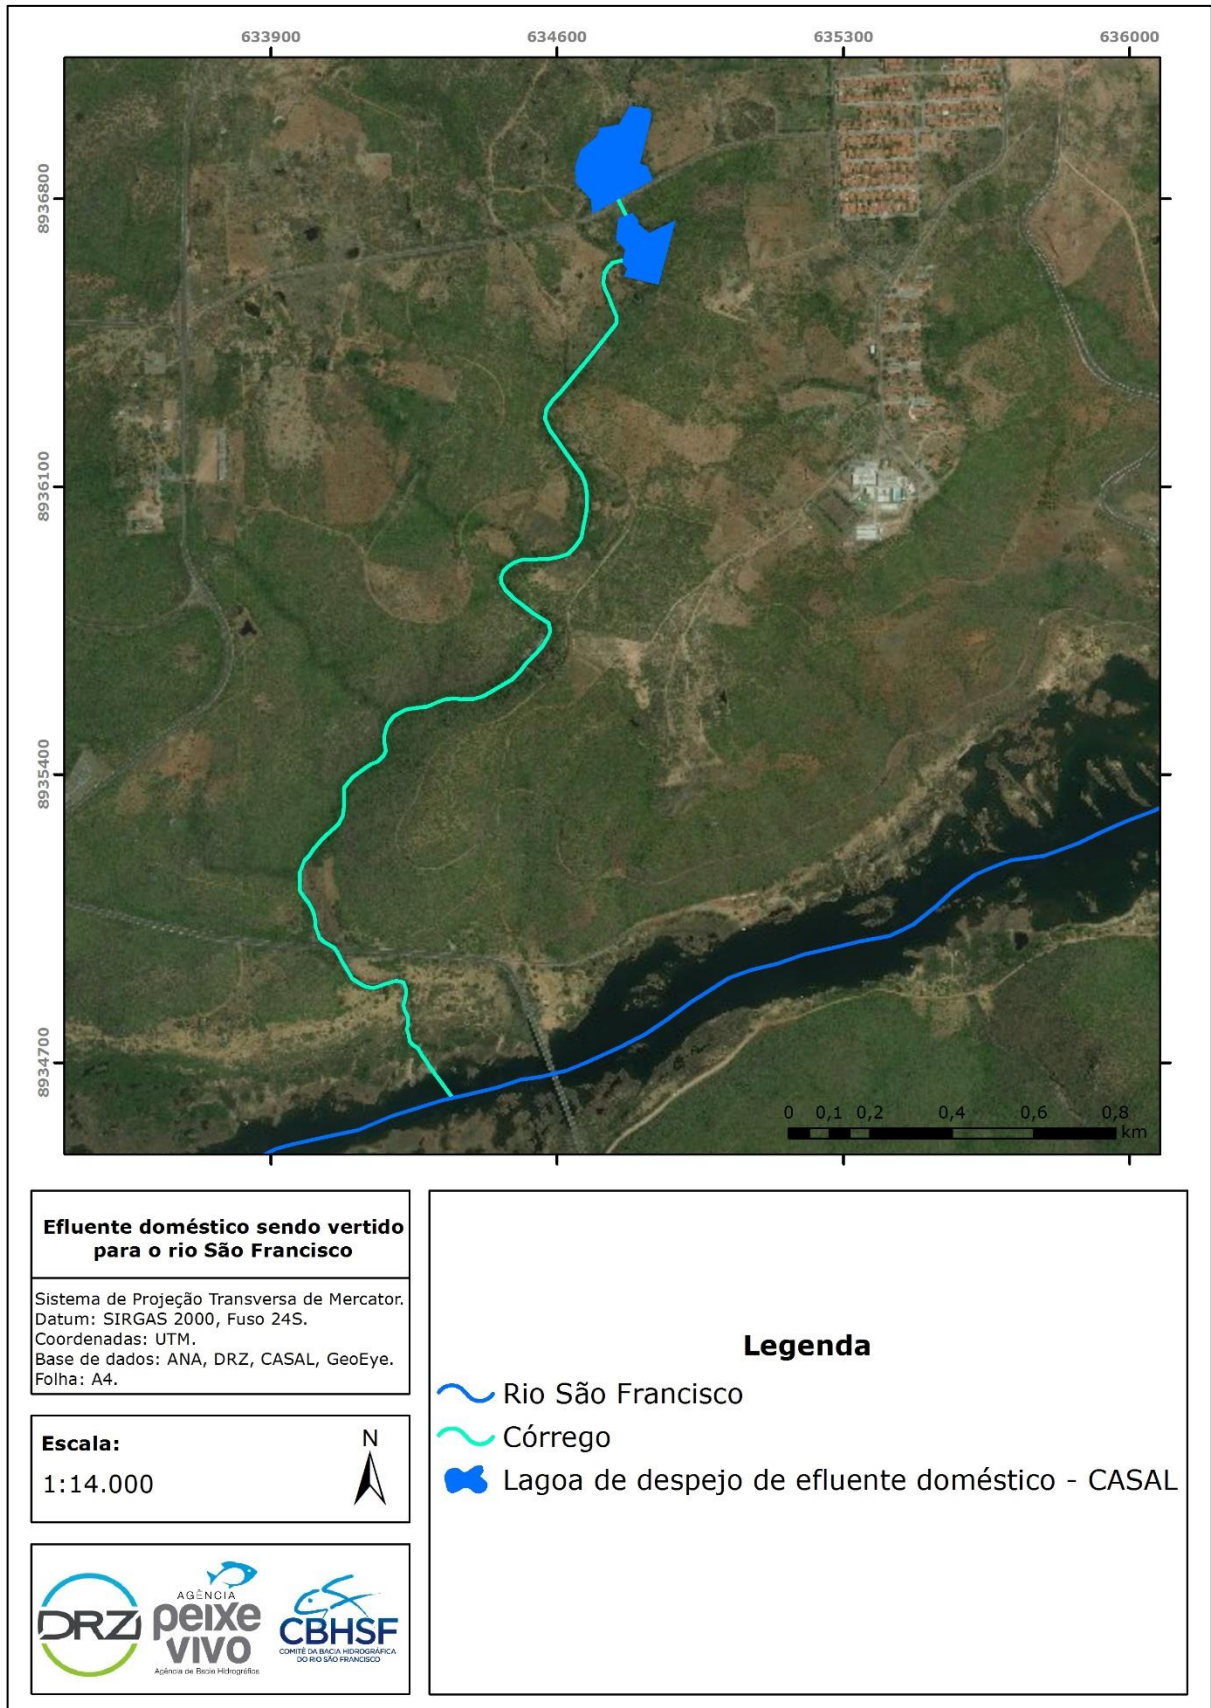 633900 634600 635300 636000
8936800
8936100
8935400
8934700
0 0,1 0,2 0,4 0,6 0,8
km
Efluente doméstico sendo vertido
para o rio São Francisco
Sistema de Projeção Transversa de Mercator.
Datum: SIRGAS 2000, Fuso 24S.
Coordenadas: UTM.
Base de dados: ANA, DRZ, CASAL, GeoEye.
Folha: A4.
Escala:
1:14.000
N
DRZ
AGÊNCIA
peixe
vivo
Agência de Bacia Hidrográfica
CBHSF
COMITÊ DA BACIA HIDROGRÁFICA
DO RIO SÃO FRANCISCO
Legenda
Rio São Francisco
Córrego
Lagoa de despejo de efluente doméstico - CASAL